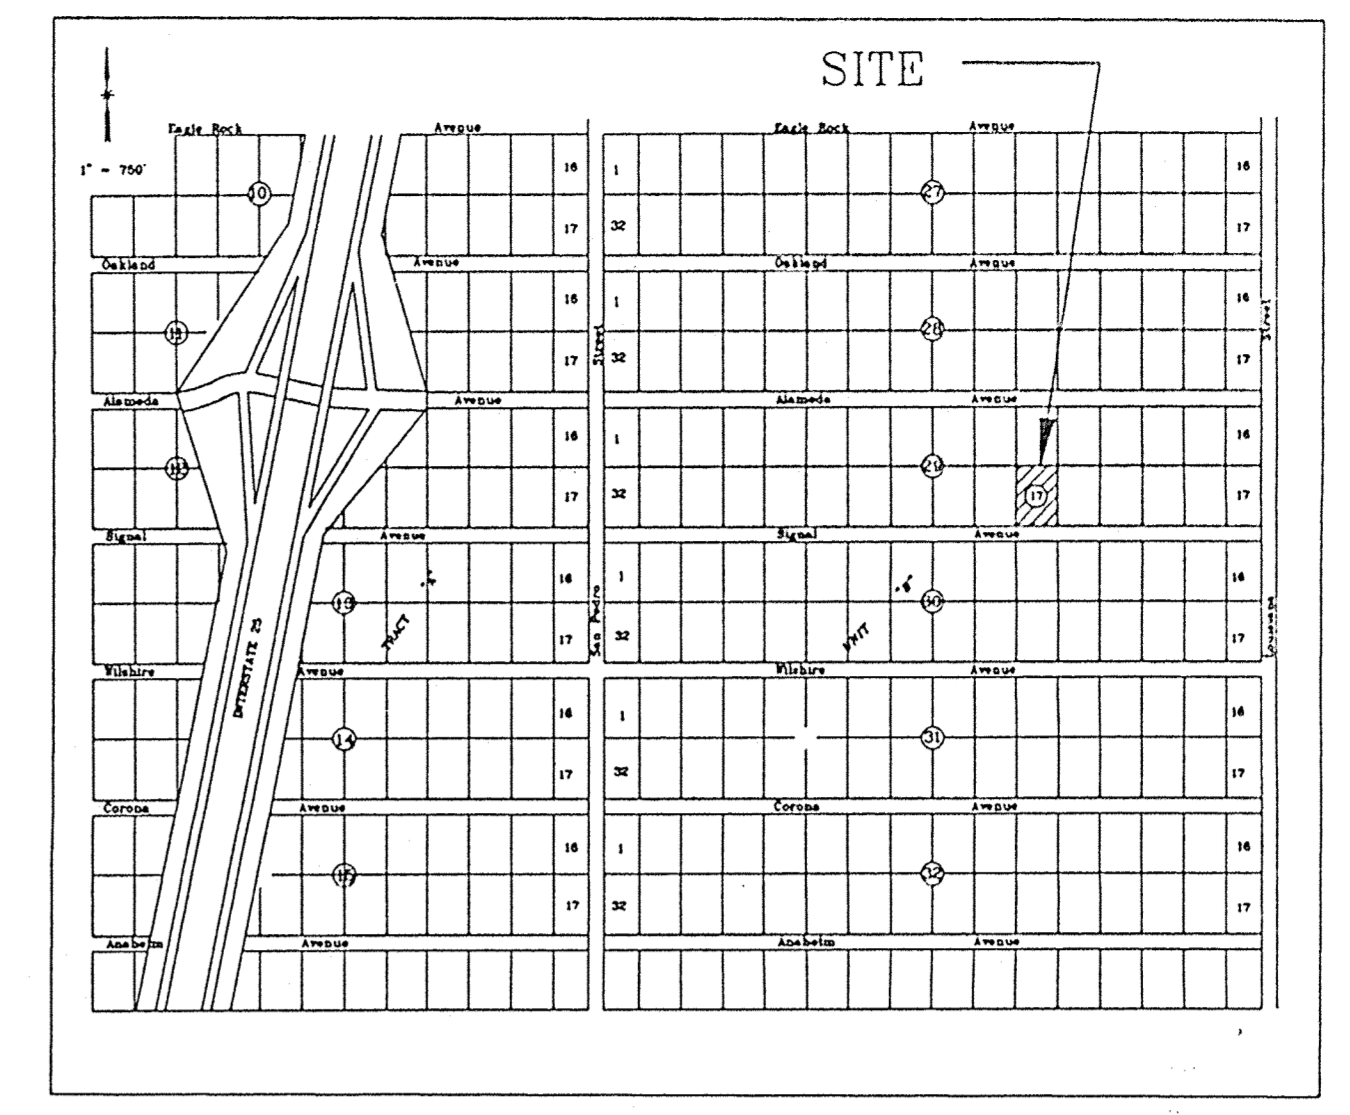 SITE
Eagle Rock Avenue Eagle Rock Avenue
1" = 750'
16 1 16
10 27
17 32 17
Oakland Avenue Oakland Avenue
16 1 16
28
Street Street
17 32 17
Alameda Avenue Alameda Avenue
16 1 16
29
17 32 17 17
Signal Avenue Signal Avenue
16 1 16
30
TRACT UNIT
INTERSTATE 25
San Pedro
17 32 17
Wilshire Avenue Wilshire Avenue
16 1 16
14 31
17 32 17
Corona Avenue Corona Avenue
16 1 16
15 32
17 32 17
Anaheim Avenue Anaheim Avenue